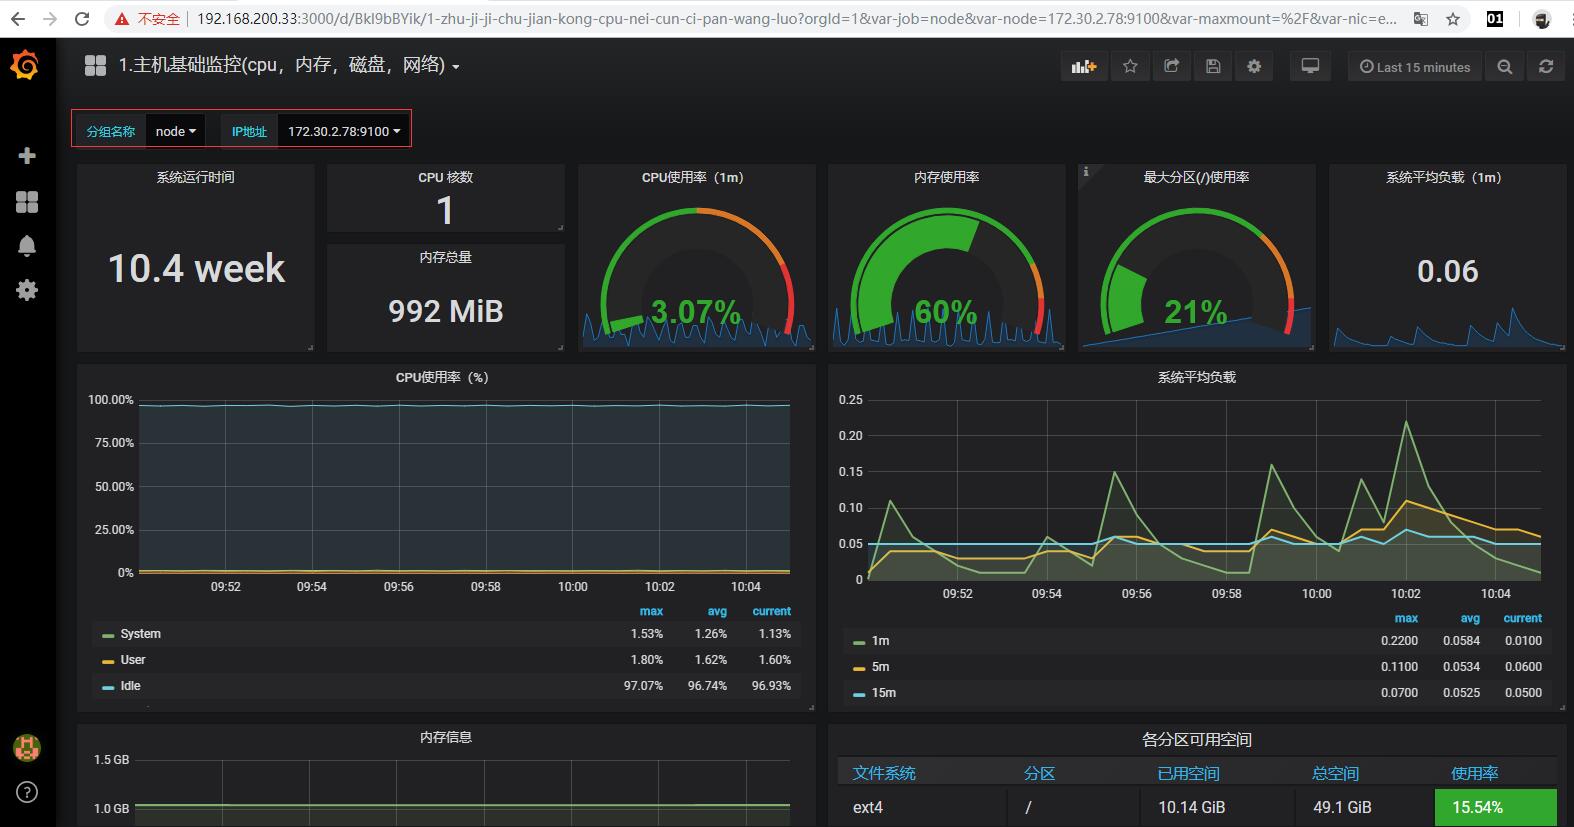 不安全 192.168.200.33:3000/d/BkI9bBYik/1-zhu-ji-ji-chu-jian-kong-cpu-nei-cun-ci-pan-wang-luo?orgId=1&var-job=node&var-node=172.30.2.78:9100&var-maxmount=%2F&var-nic=e... 01
1.主机基础监控(cpu，内存，磁盘，网络)
Last 15 minutes
分组名称 node IP地址 172.30.2.78:9100
系统运行时间
10.4 week
CPU 核数
1
内存总量
992 MiB
CPU使用率（1m）
3.07%
内存使用率
60%
最大分区(/)使用率
21%
系统平均负载（1m）
0.06
CPU使用率（%）
100.00%
75.00%
50.00%
25.00%
0%
09:52 09:54 09:56 09:58 10:00 10:02 10:04
max avg current
System 1.53% 1.26% 1.13%
User 1.80% 1.62% 1.60%
Idle 97.07% 96.74% 96.93%
系统平均负载
0.25
0.20
0.15
0.10
0.05
0
09:52 09:54 09:56 09:58 10:00 10:02 10:04
max avg current
1m 0.2200 0.0584 0.0100
5m 0.1100 0.0534 0.0600
15m 0.0700 0.0525 0.0500
内存信息
1.5 GB
1.0 GB
各分区可用空间
文件系统 分区 已用空间 总空间 使用率
ext4 / 10.14 GiB 49.1 GiB 15.54%